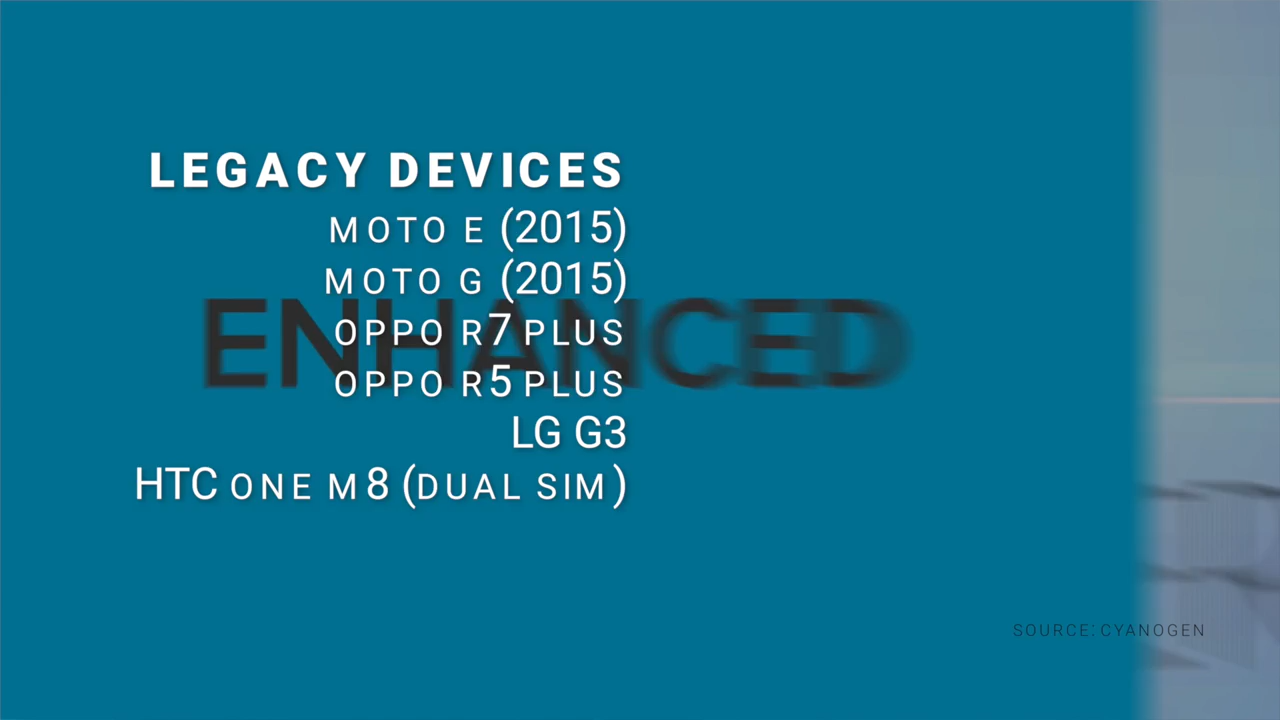 LEGACY DEVICES
MOTO E (2015)
MOTO G (2015)
ENHANCED
OPPO R7 PLUS
OPPO R5 PLUS
LG G3
HTC ONE M8 (DUAL SIM)
SOURCE: CYANOGEN